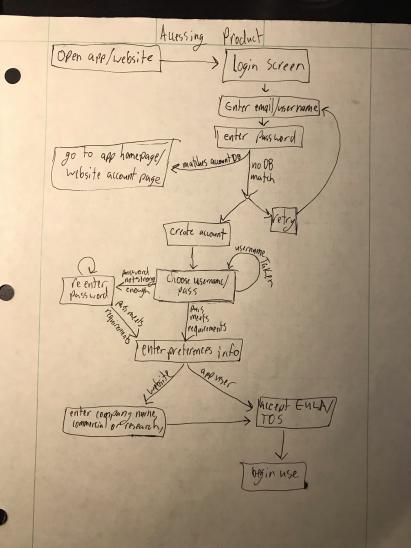 Accessing Product
Open app/website
Login Screen
Enter email/username
enter Password
go to app homepage/
website account page
matches account DB
no DB
match
retry
create account
username
Taken
re enter
password
password
not strong
enough
Choose username/
pass
pass meets
requirements
pass
meets
requirements
enter preferences info
website
app user
enter company name,
commercial or research,
Accept EULA/
TOS
begin use